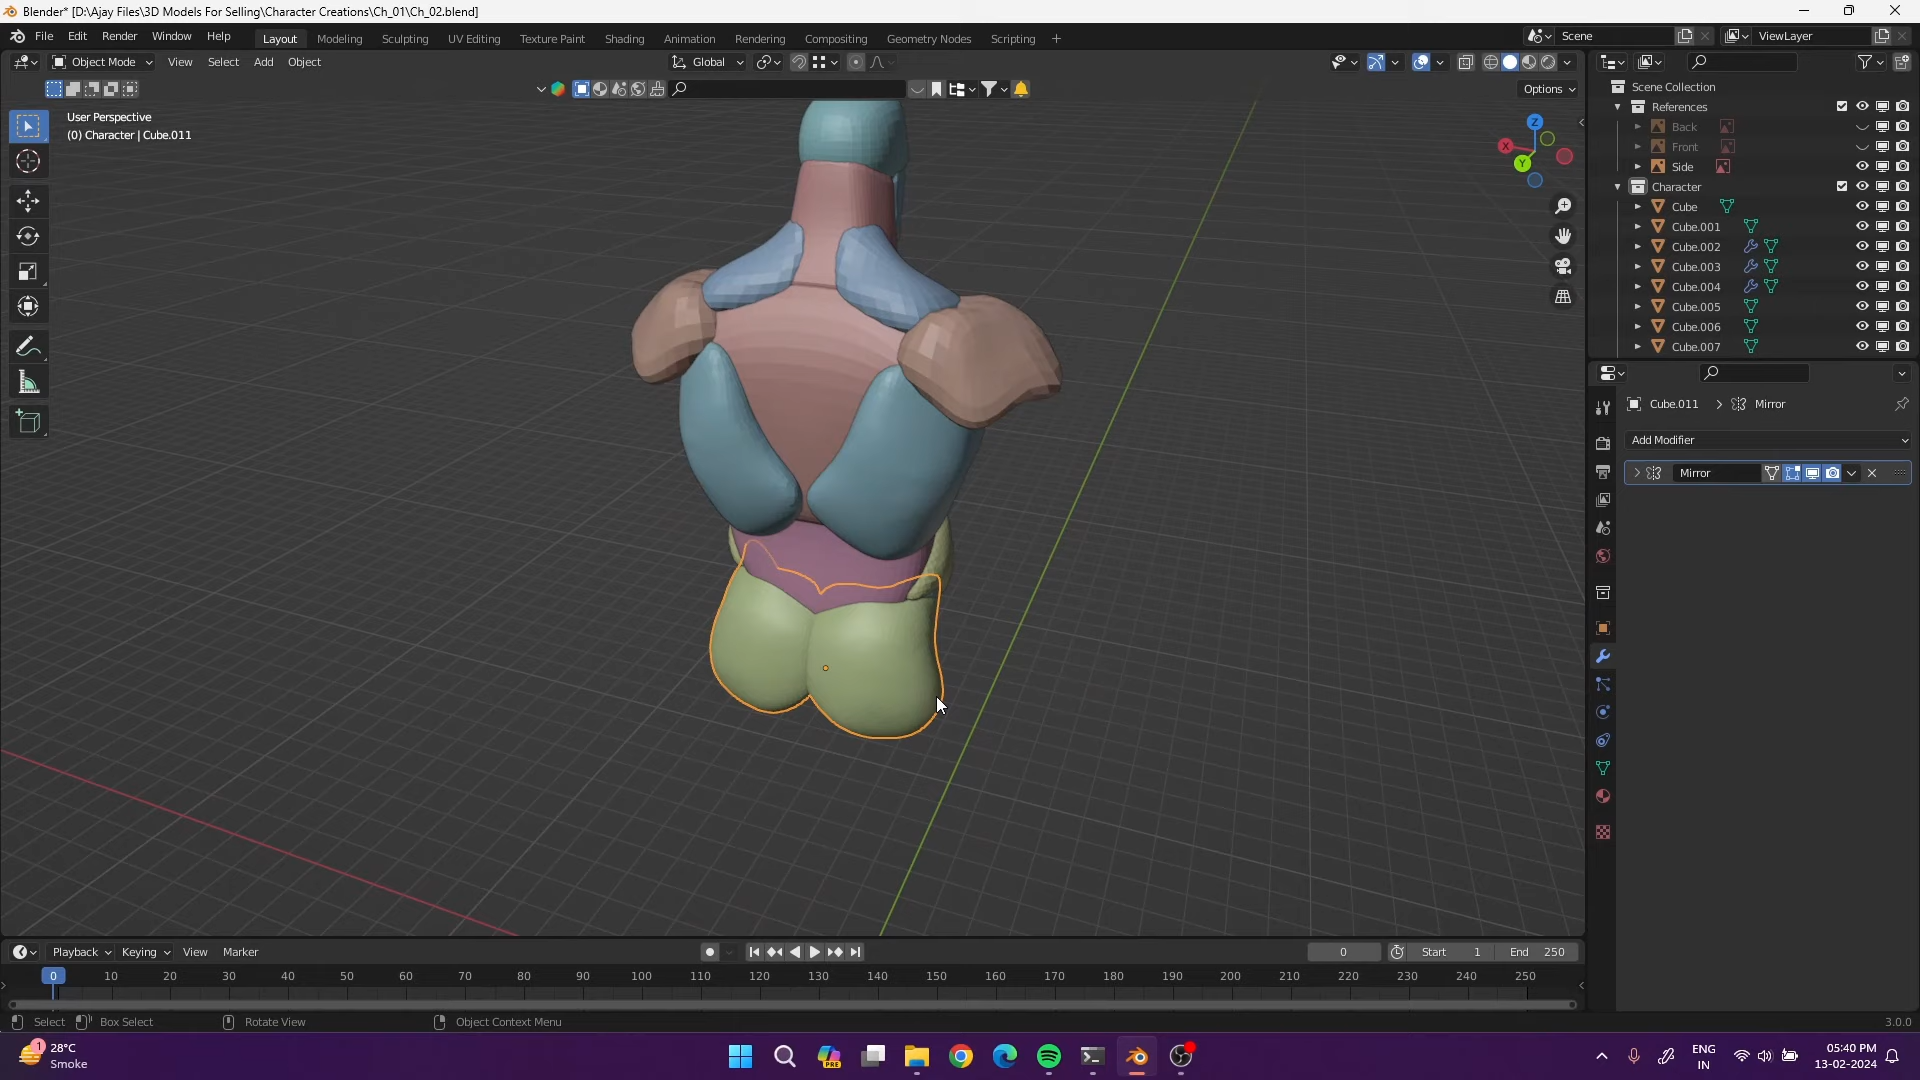 Blender* [D:\Ajay Files\3D Models For Selling\Character Creations\Ch_01\Ch_02.blend]
File Edit Render Window Help Layout Modeling Sculpting UV Editing Texture Paint Shading Animation Rendering Compositing Geometry Nodes Scripting + Scene ViewLayer
Object Mode View Select Add Object Global
Options
User Perspective
(0) Character | Cube.011
Z
X
Y
Scene Collection
References
Back
Front
Side
Character
Cube
Cube.001
Cube.002
Cube.003
Cube.004
Cube.005
Cube.006
Cube.007
Cube.011 > Mirror
Add Modifier
Mirror
Playback Keying View Marker 0 Start 1 End 250
0 10 20 30 40 50 60 70 80 90 100 110 120 130 140 150 160 170 180 190 200 210 220 230 240 250
Select Box Select Rotate View Object Context Menu 3.0.0
1 28°C
Smoke
PRE
ENG
IN
05:40 PM
13-02-2024